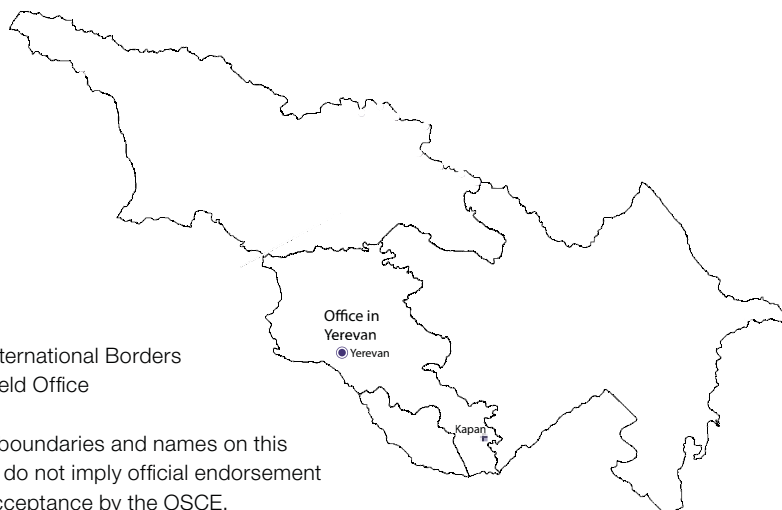 Office in
Yerevan
Yerevan
Kapan
ternational Borders
eld Office
boundaries and names on this
do not imply official endorsement
cceptance by the OSCE.